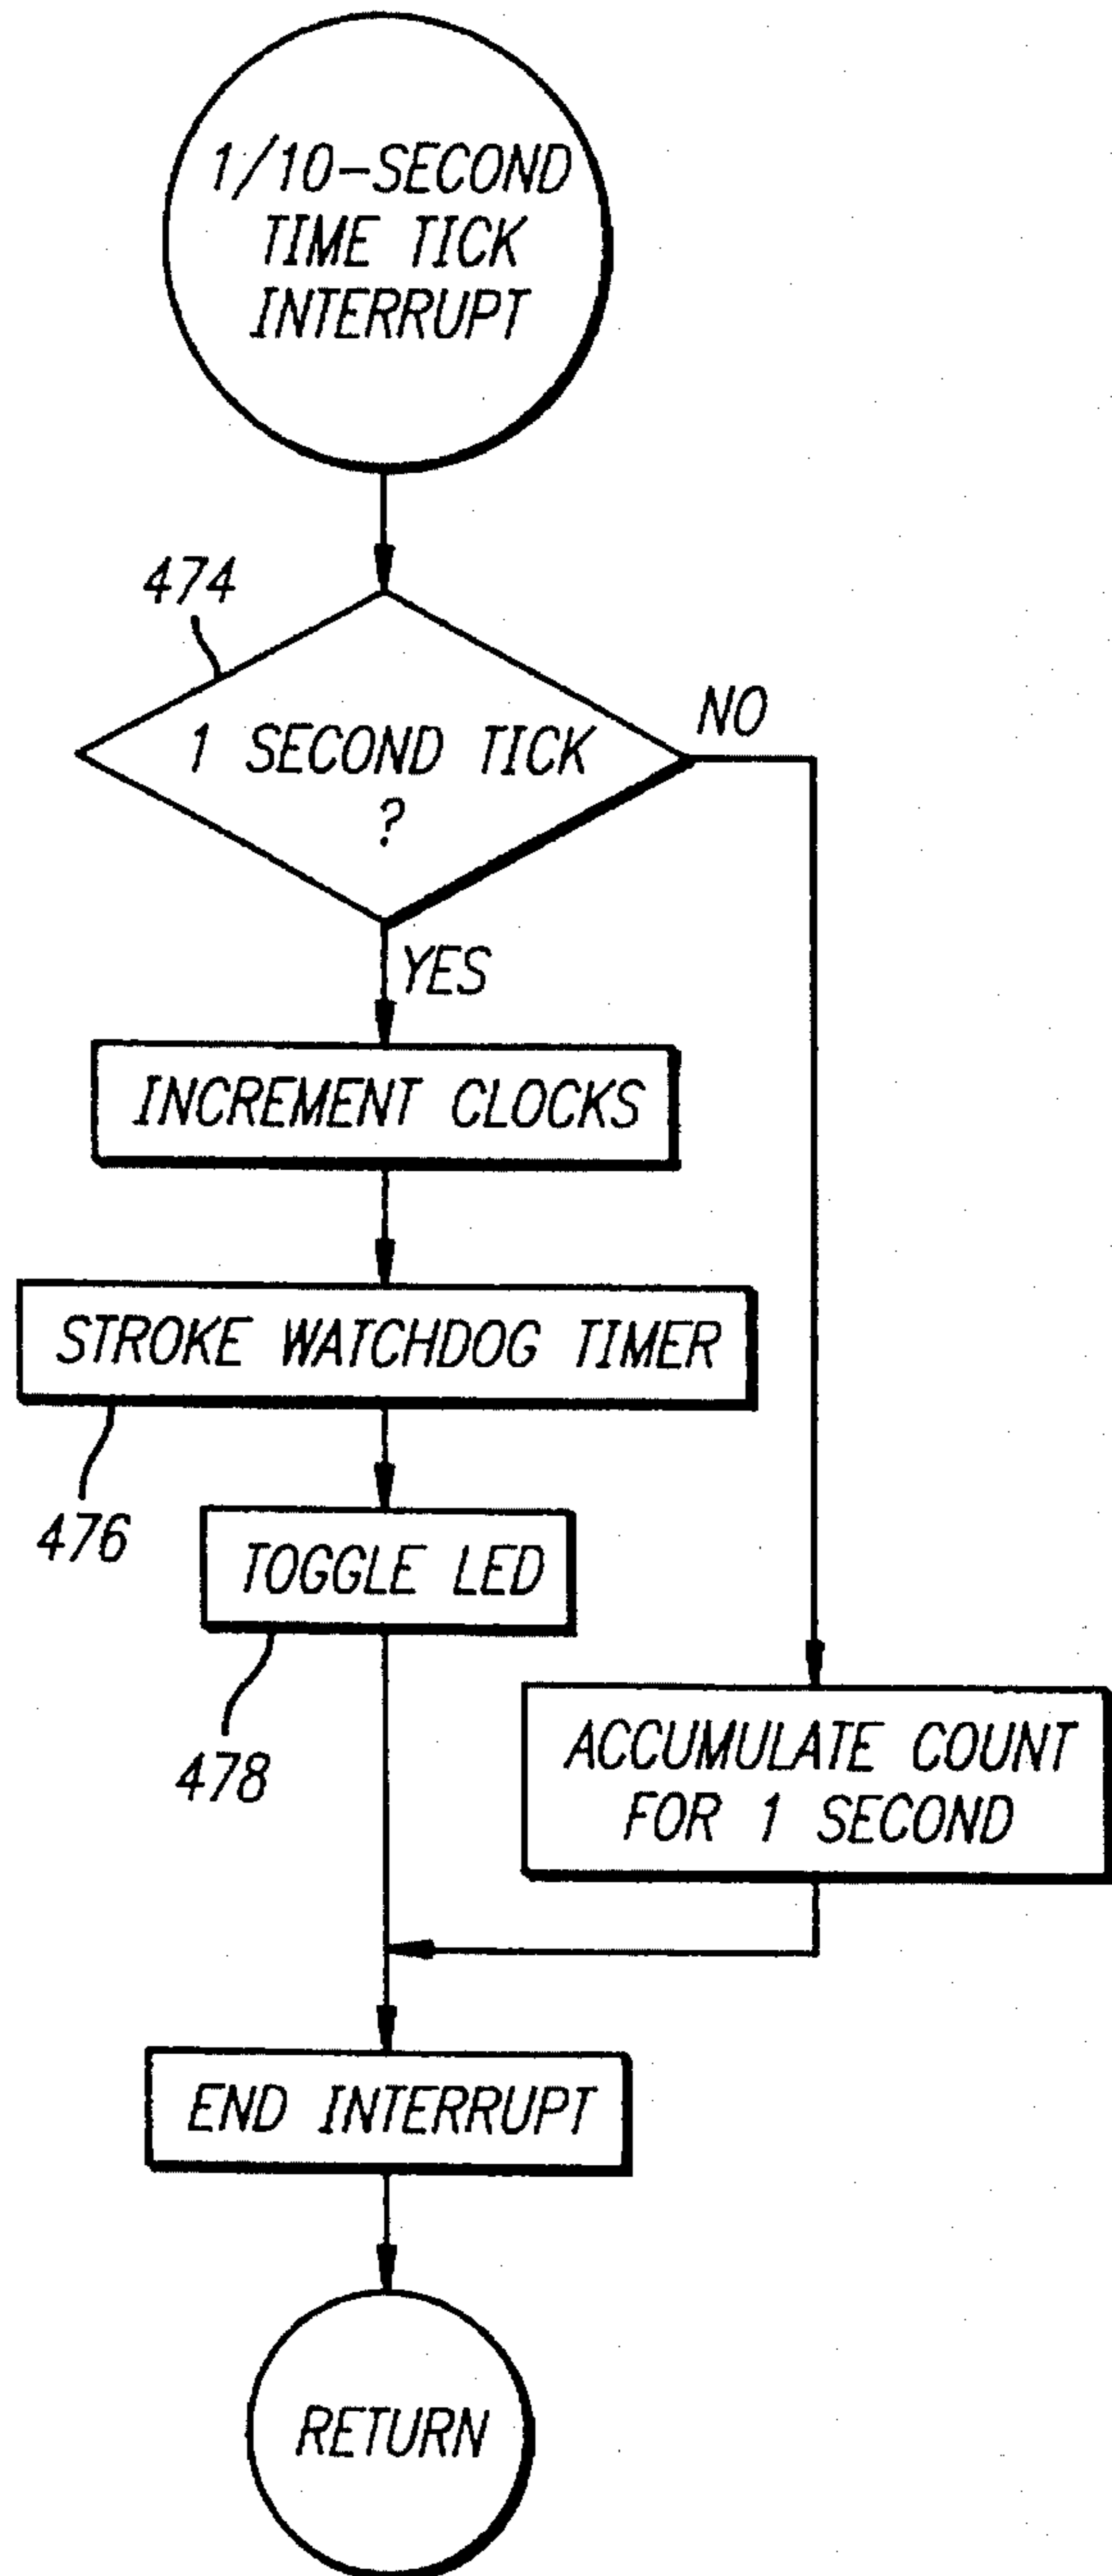 1/10-SECOND
TIME TICK
INTERRUPT
474
1 SECOND TICK
?
NO
YES
INCREMENT CLOCKS
STROKE WATCHDOG TIMER
476
TOGGLE LED
478
ACCUMULATE COUNT
FOR 1 SECOND
END INTERRUPT
RETURN